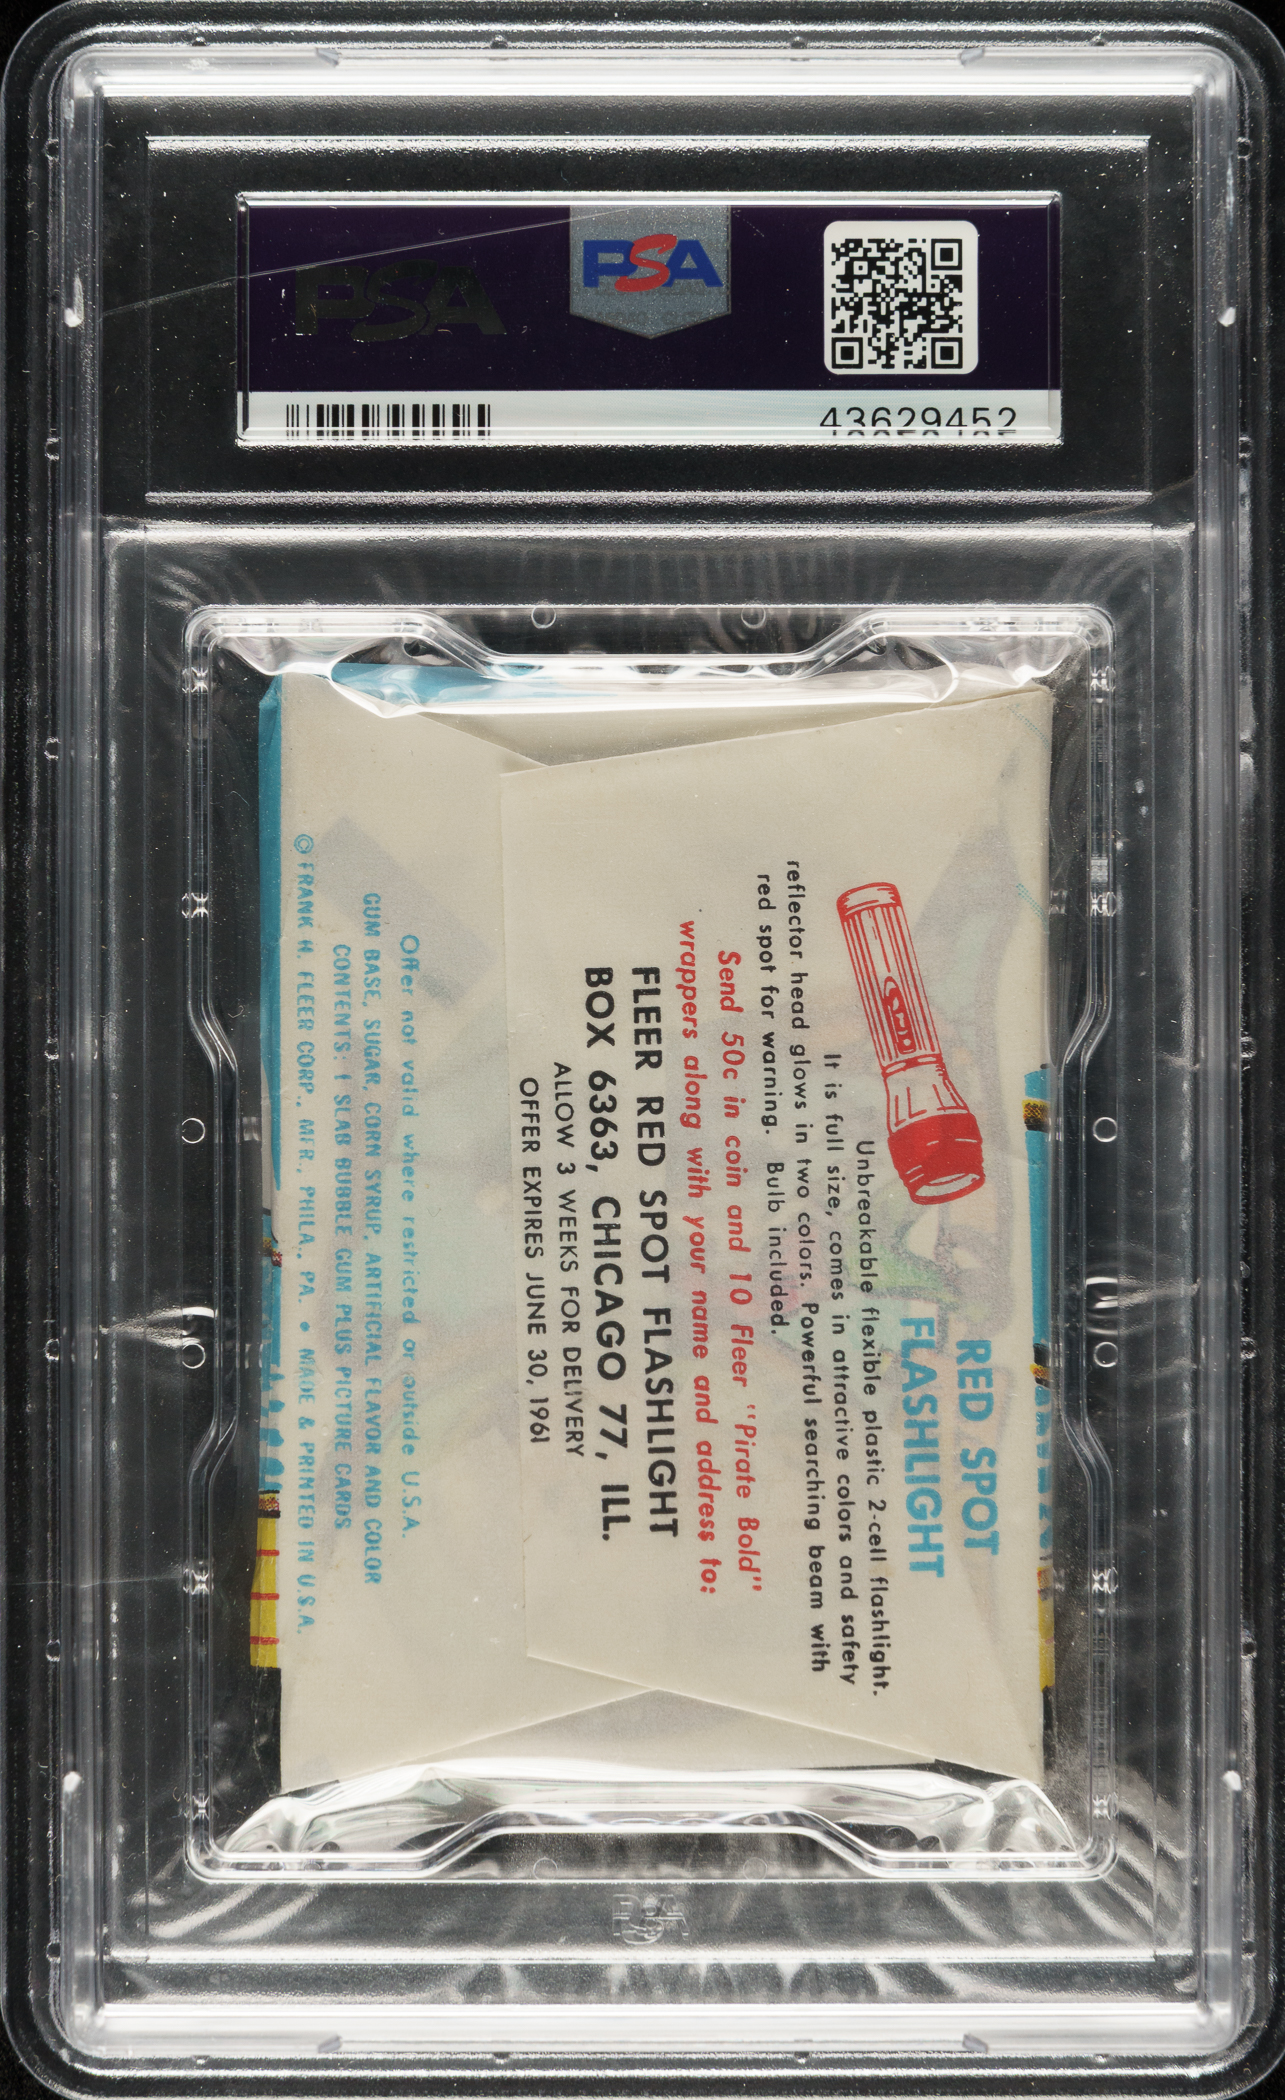 PSA
PSA
43629452
RED SPOT
FLASHLIGHT
Unbreakable flexible plastic 2-cell flashlight.
It is full size, comes in attractive colors and safety
reflector head glows in two colors. Powerful searching beam with
red spot for warning. Bulb included.
Send 50c in coin and 10 Fleer "Pirate Bold"
wrappers along with your name and address to:
FLEER RED SPOT FLASHLIGHT
BOX 6363, CHICAGO 77, ILL.
ALLOW 3 WEEKS FOR DELIVERY
OFFER EXPIRES JUNE 30, 1961
Offer not valid where restricted or outside U.S.A.
GUM BASE, SUGAR, CORN SYRUP, ARTIFICIAL FLAVOR AND COLOR
CONTENTS: 1 SLAB BUBBLE GUM PLUS PICTURE CARDS
© FRANK H. FLEER CORP., MFR., PHILA., PA. • MADE & PRINTED IN U.S.A.